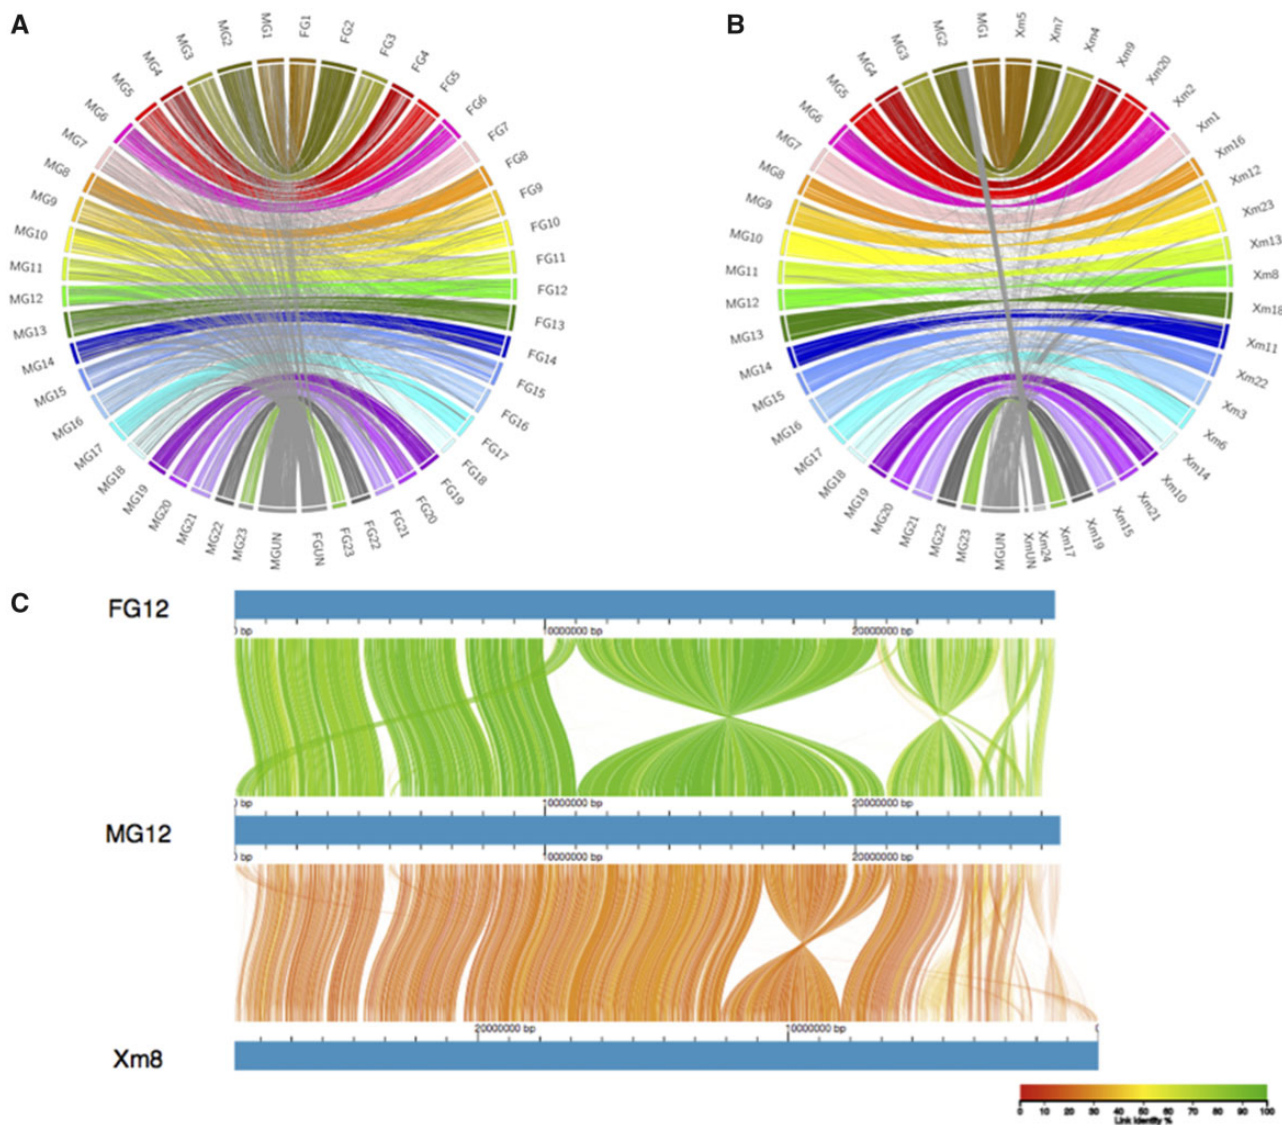 A
MG1
MG2
MG3
MG4
MG5
MG6
MG7
MG8
MG9
MG10
MG11
MG12
MG13
MG14
MG15
MG16
MG17
MG18
MG19
MG20
MG21
MG22
MG23
MGUN
FG1
FG2
FG3
FG4
FG5
FG6
FG7
FG8
FG9
FG10
FG11
FG12
FG13
FG14
FG15
FG16
FG17
FG18
FG19
FG20
FG21
FG22
FG23
FGUN
B
MG1
MG2
MG3
MG4
MG5
MG6
MG7
MG8
MG9
MG10
MG11
MG12
MG13
MG14
MG15
MG16
MG17
MG18
MG19
MG20
MG21
MG22
MG23
MGUN
Xm5
Xm7
Xm4
Xm9
Xm20
Xm2
Xm1
Xm16
Xm12
Xm23
Xm13
Xm8
Xm18
Xm11
Xm22
Xm3
Xm6
Xm14
Xm10
Xm21
Xm15
Xm19
Xm17
Xm24
XmUN
C
FG12
0 bp 10000000 bp 20000000 bp
0 bp 10000000 bp 20000000 bp
MG12
0 bp 10000000 bp 20000000 bp
20000000 bp 10000000 bp 0
Xm8
0 10 20 30 40 50 60 70 80 90 100
Link Identity %